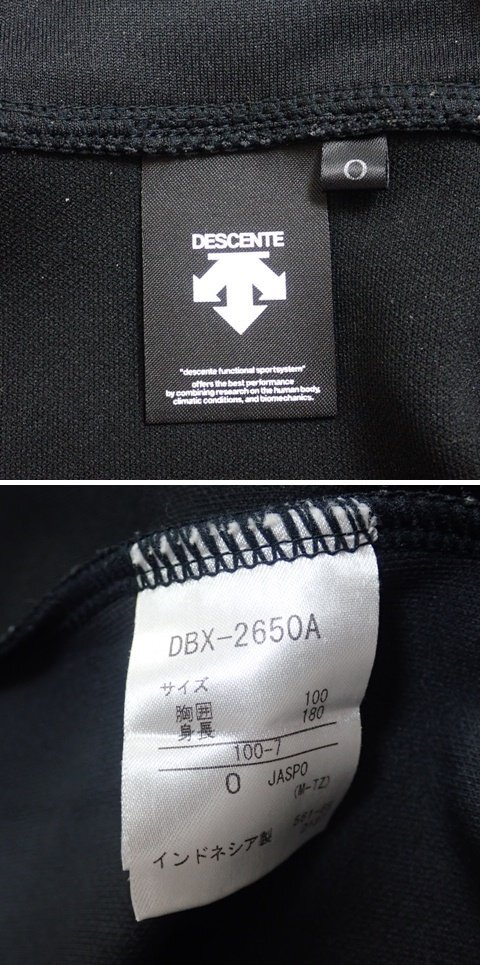 O
DESCENTE
"descente functional sportsystem"
offers the best performance
by combining research on the human body,
climatic conditions, and biomechanics.
DBX-2650A
サイズ
胸囲 100
身長 180
100-7
O JASPO
(M-TZ)
インドネシア製